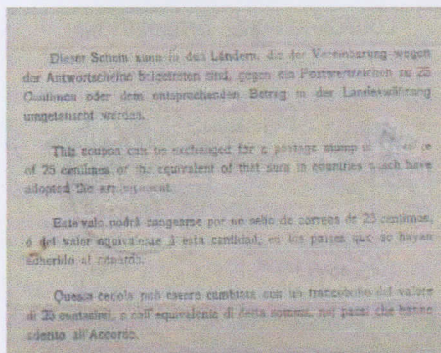 Dieser Schein kann in den Ländern, die der Vereinbarung wegen
der Antwortscheine beigetreten sind, gegen ein Postwertzeichen zu 25
Centimen oder dem entsprechenden Betrag in der Landeswährung
umgetauscht werden.
This coupon can be exchanged for a postage stamp
of 25 centimes or the equivalent of that sum in countries which have
adopted the arrangement.
Este vale podrá cangearse por un sello de correos de 25 centimos,
ó del valor equivalente á esta cantidad, en los paises que se hayan
adherido al acuerdo.
Questa cedola può essere cambiata con un francobollo del valore
di 25 centesimi, o coll'equivalente di detta somma, nei paesi che hanno
aderito all'Accordo.